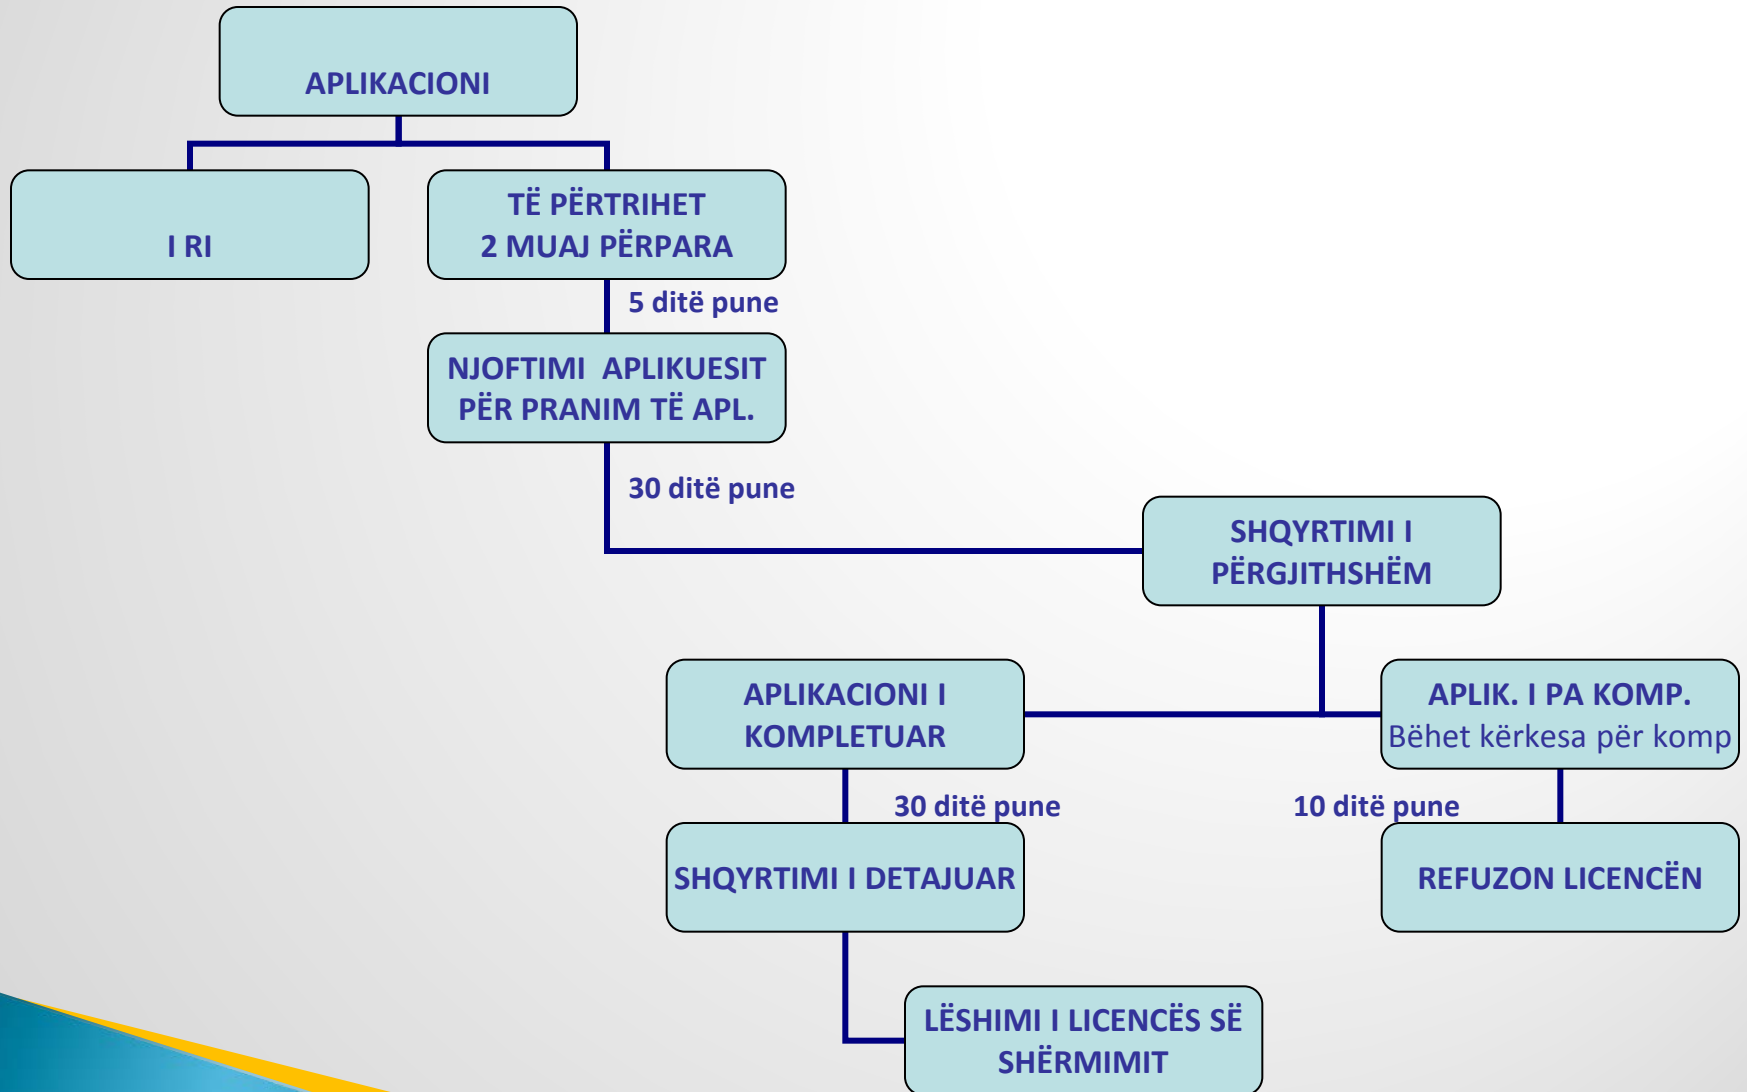 APLIKACIONI
I RI
TË PËRTRIHET
2 MUAJ PËRPARA
5 ditë pune
NJOFTIMI  APLIKUESIT
PËR PRANIM TË APL.
30 ditë pune
SHQYRTIMI I
PËRGJITHSHËM
APLIKACIONI I
KOMPLETUAR
APLIK. I PA KOMP.
Bëhet kërkesa për komp
30 ditë pune
10 ditë pune
SHQYRTIMI I DETAJUAR
REFUZON LICENCËN
LËSHIMI I LICENCËS SË
SHËRMIMIT